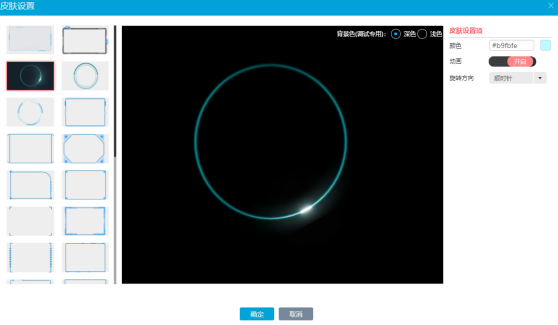 皮肤设置
背景色(调试专用): 深色 浅色
皮肤设置项
颜色 #b9fbfe
动画 开启
旋转方向 顺时针
确定 取消